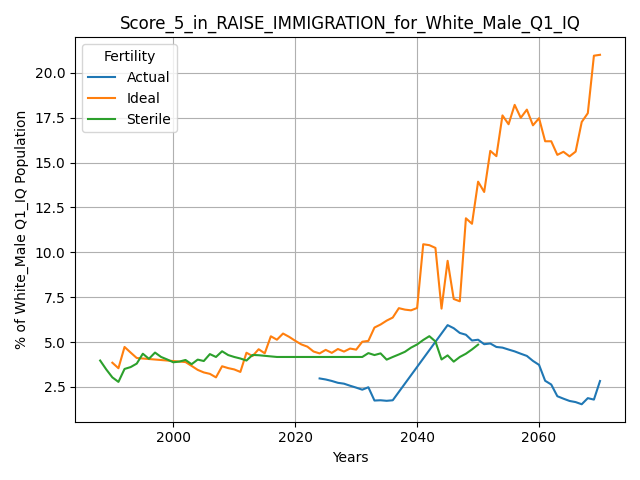 Score_5_in_RAISE_IMMIGRATION_for_White_Male_Q1_IQ
Fertility
Actual
Ideal
Sterile
% of White_Male Q1_IQ Population
20.0
17.5
15.0
12.5
10.0
7.5
5.0
2.5
2000
2020
2040
2060
Years